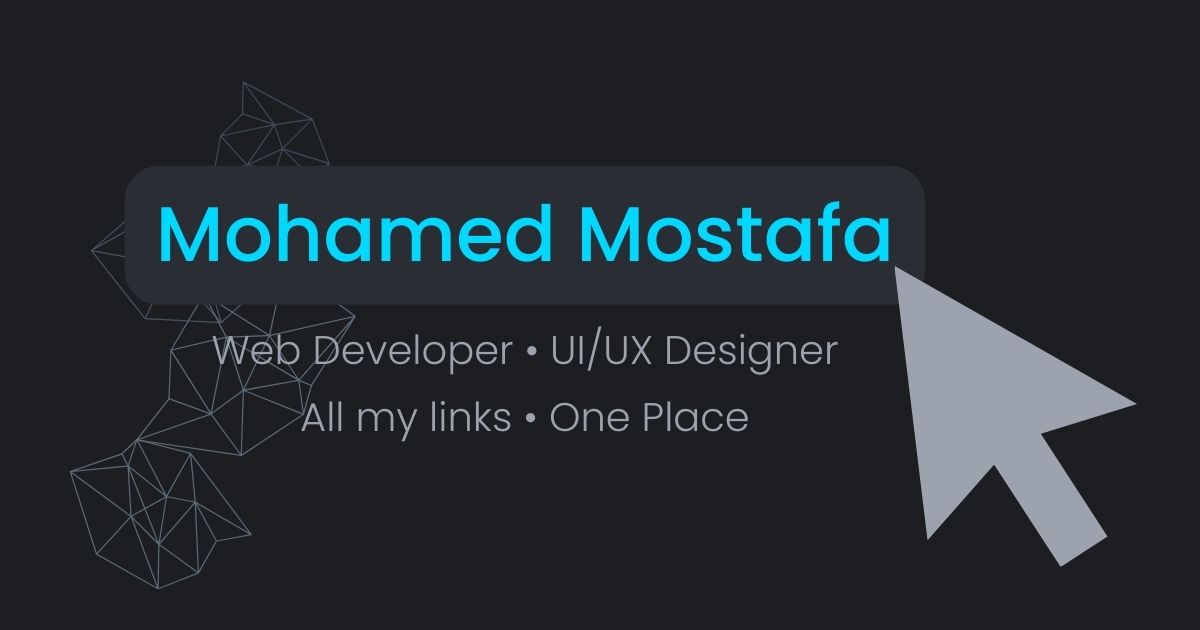 Mohamed Mostafa
Web Developer • UI/UX Designer
All my links • One Place